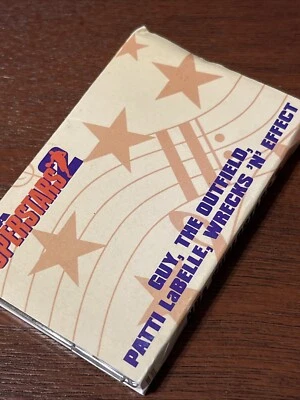 SUPERSTARS 2
GUY, THE OUTFIELD,
PATTI LaBELLE, WRECKS 'N' EFFECT